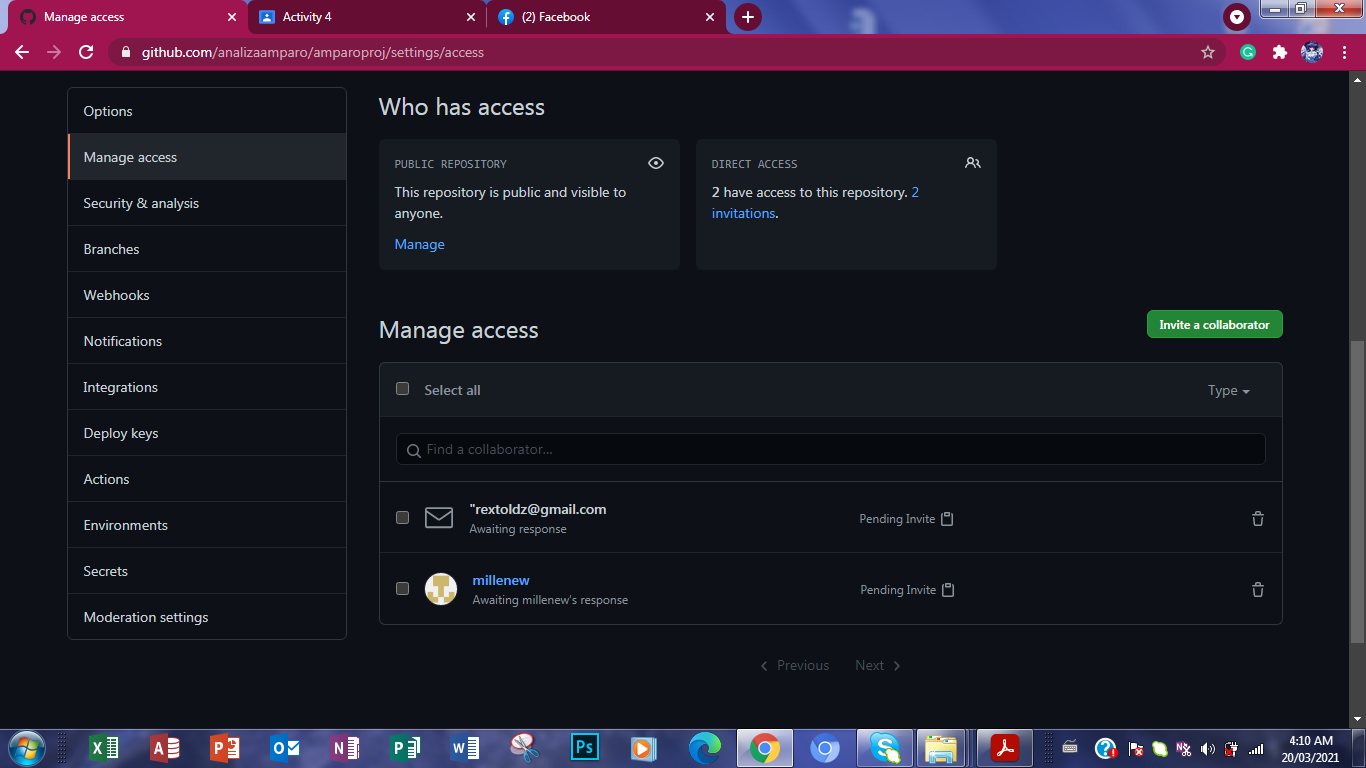 Manage access
Activity 4
(2) Facebook
github.com/analizaamparo/amparoproj/settings/access
Options
Manage access
Security & analysis
Branches
Webhooks
Notifications
Integrations
Deploy keys
Actions
Environments
Secrets
Moderation settings
Who has access
PUBLIC REPOSITORY
This repository is public and visible to
anyone.
Manage
DIRECT ACCESS
2 have access to this repository. 2
invitations.
Manage access
Invite a collaborator
Select all
Type
Find a collaborator...
"rextoldz@gmail.com
Awaiting response
Pending Invite
millenew
Awaiting millenew's response
Pending Invite
Previous
Next
Ps
4:10 AM
20/03/2021